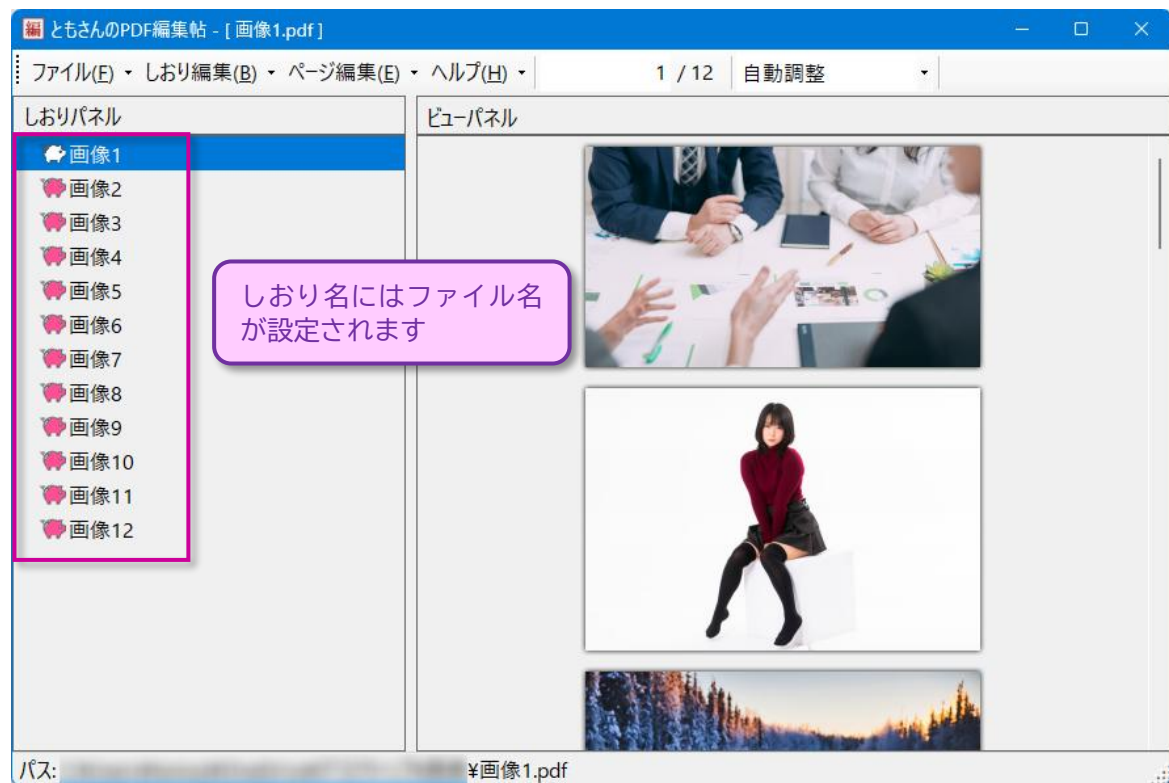 編 ともさんのPDF編集帖 - [ 画像1.pdf ]
ファイル(F) しおり編集(B) ページ編集(E) ヘルプ(H) 1 / 12 自動調整
しおりパネル
ビューパネル
画像1
画像2
画像3
画像4
画像5
画像6
画像7
画像8
画像9
画像10
画像11
画像12
しおり名にはファイル名
が設定されます
パス: ¥画像1.pdf